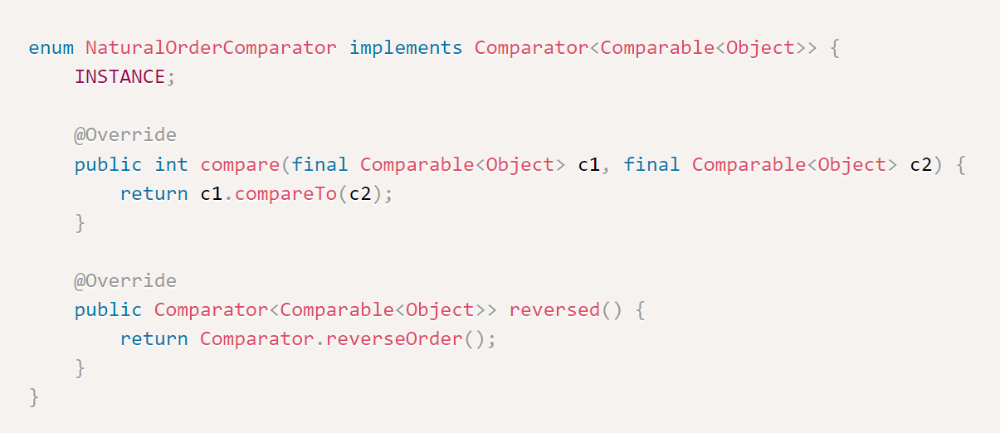 enum NaturalOrderComparator implements Comparator<Comparable<Object>> {
    INSTANCE;

    @Override
    public int compare(final Comparable<Object> c1, final Comparable<Object> c2) {
        return c1.compareTo(c2);
    }

    @Override
    public Comparator<Comparable<Object>> reversed() {
        return Comparator.reverseOrder();
    }
}